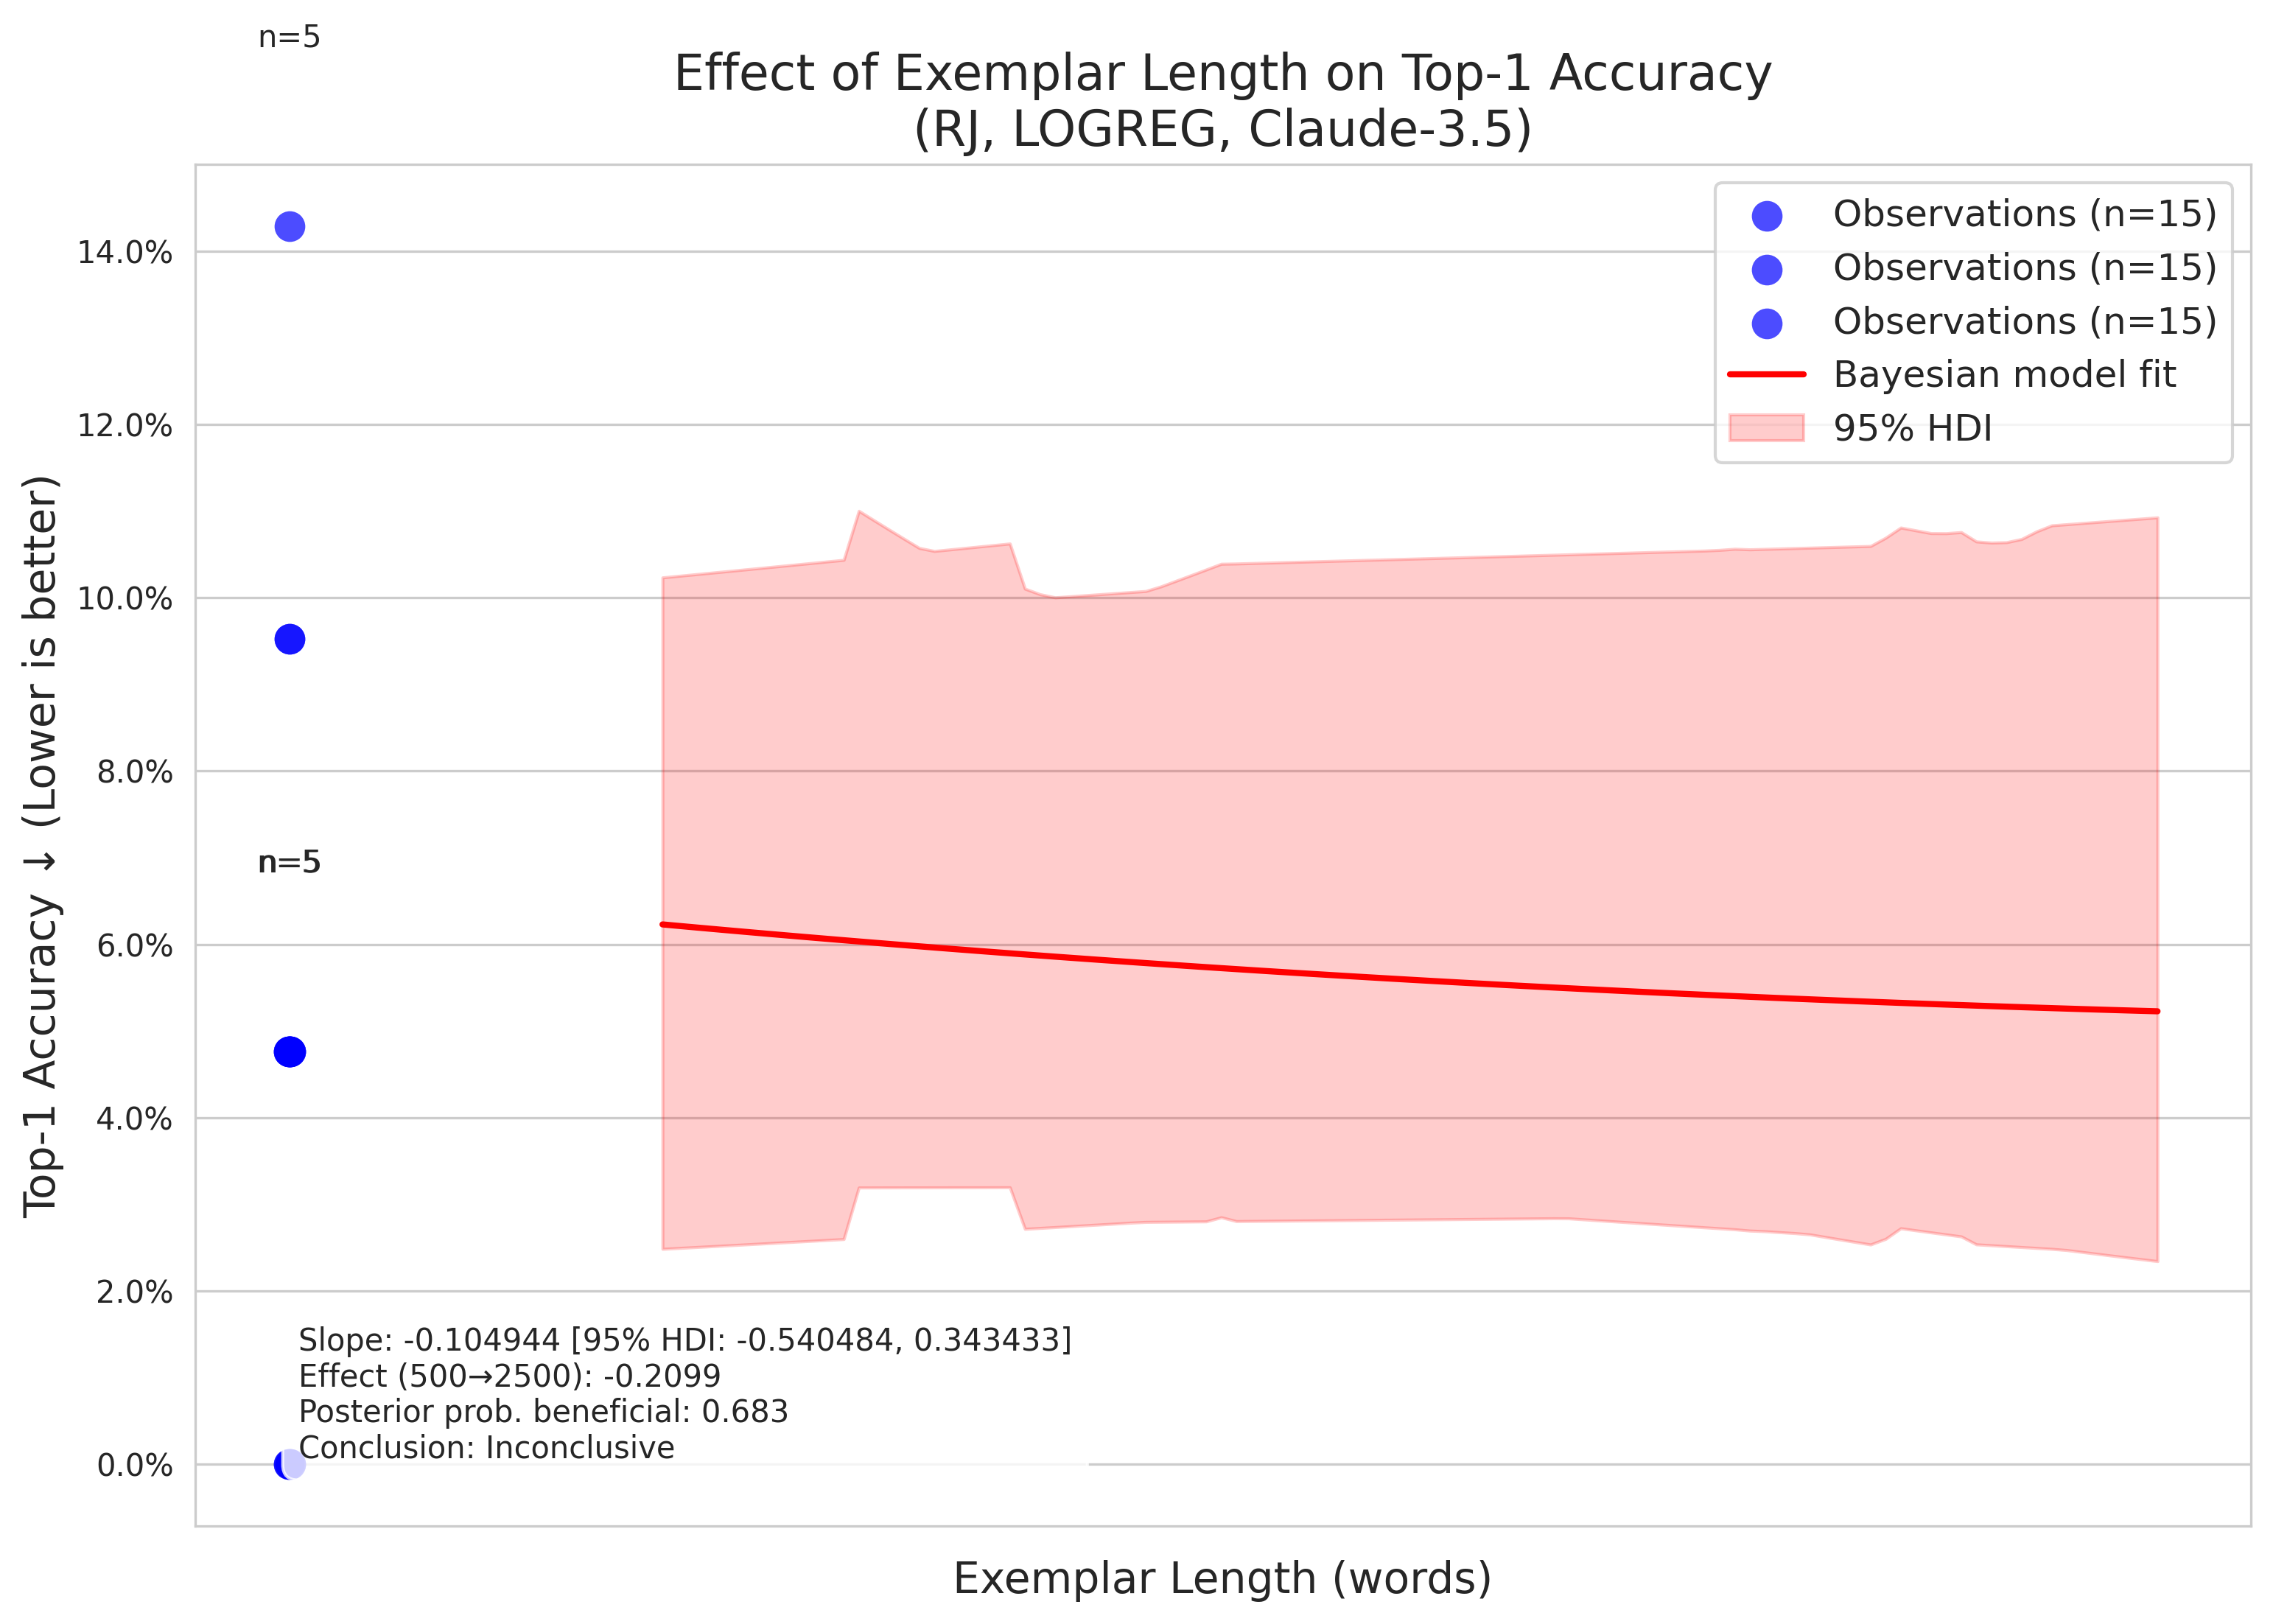 n=5
Effect of Exemplar Length on Top-1 Accuracy
(RJ, LOGREG, Claude-3.5)
Observations (n=15)
Observations (n=15)
Observations (n=15)
Bayesian model fit
95% HDI
Top-1 Accuracy ↓ (Lower is better)
14.0%
12.0%
10.0%
8.0%
n=5
6.0%
4.0%
2.0%
0.0%
Slope: -0.104944 [95% HDI: -0.540484, 0.343433]
Effect (500→2500): -0.2099
Posterior prob. beneficial: 0.683
Conclusion: Inconclusive
Exemplar Length (words)